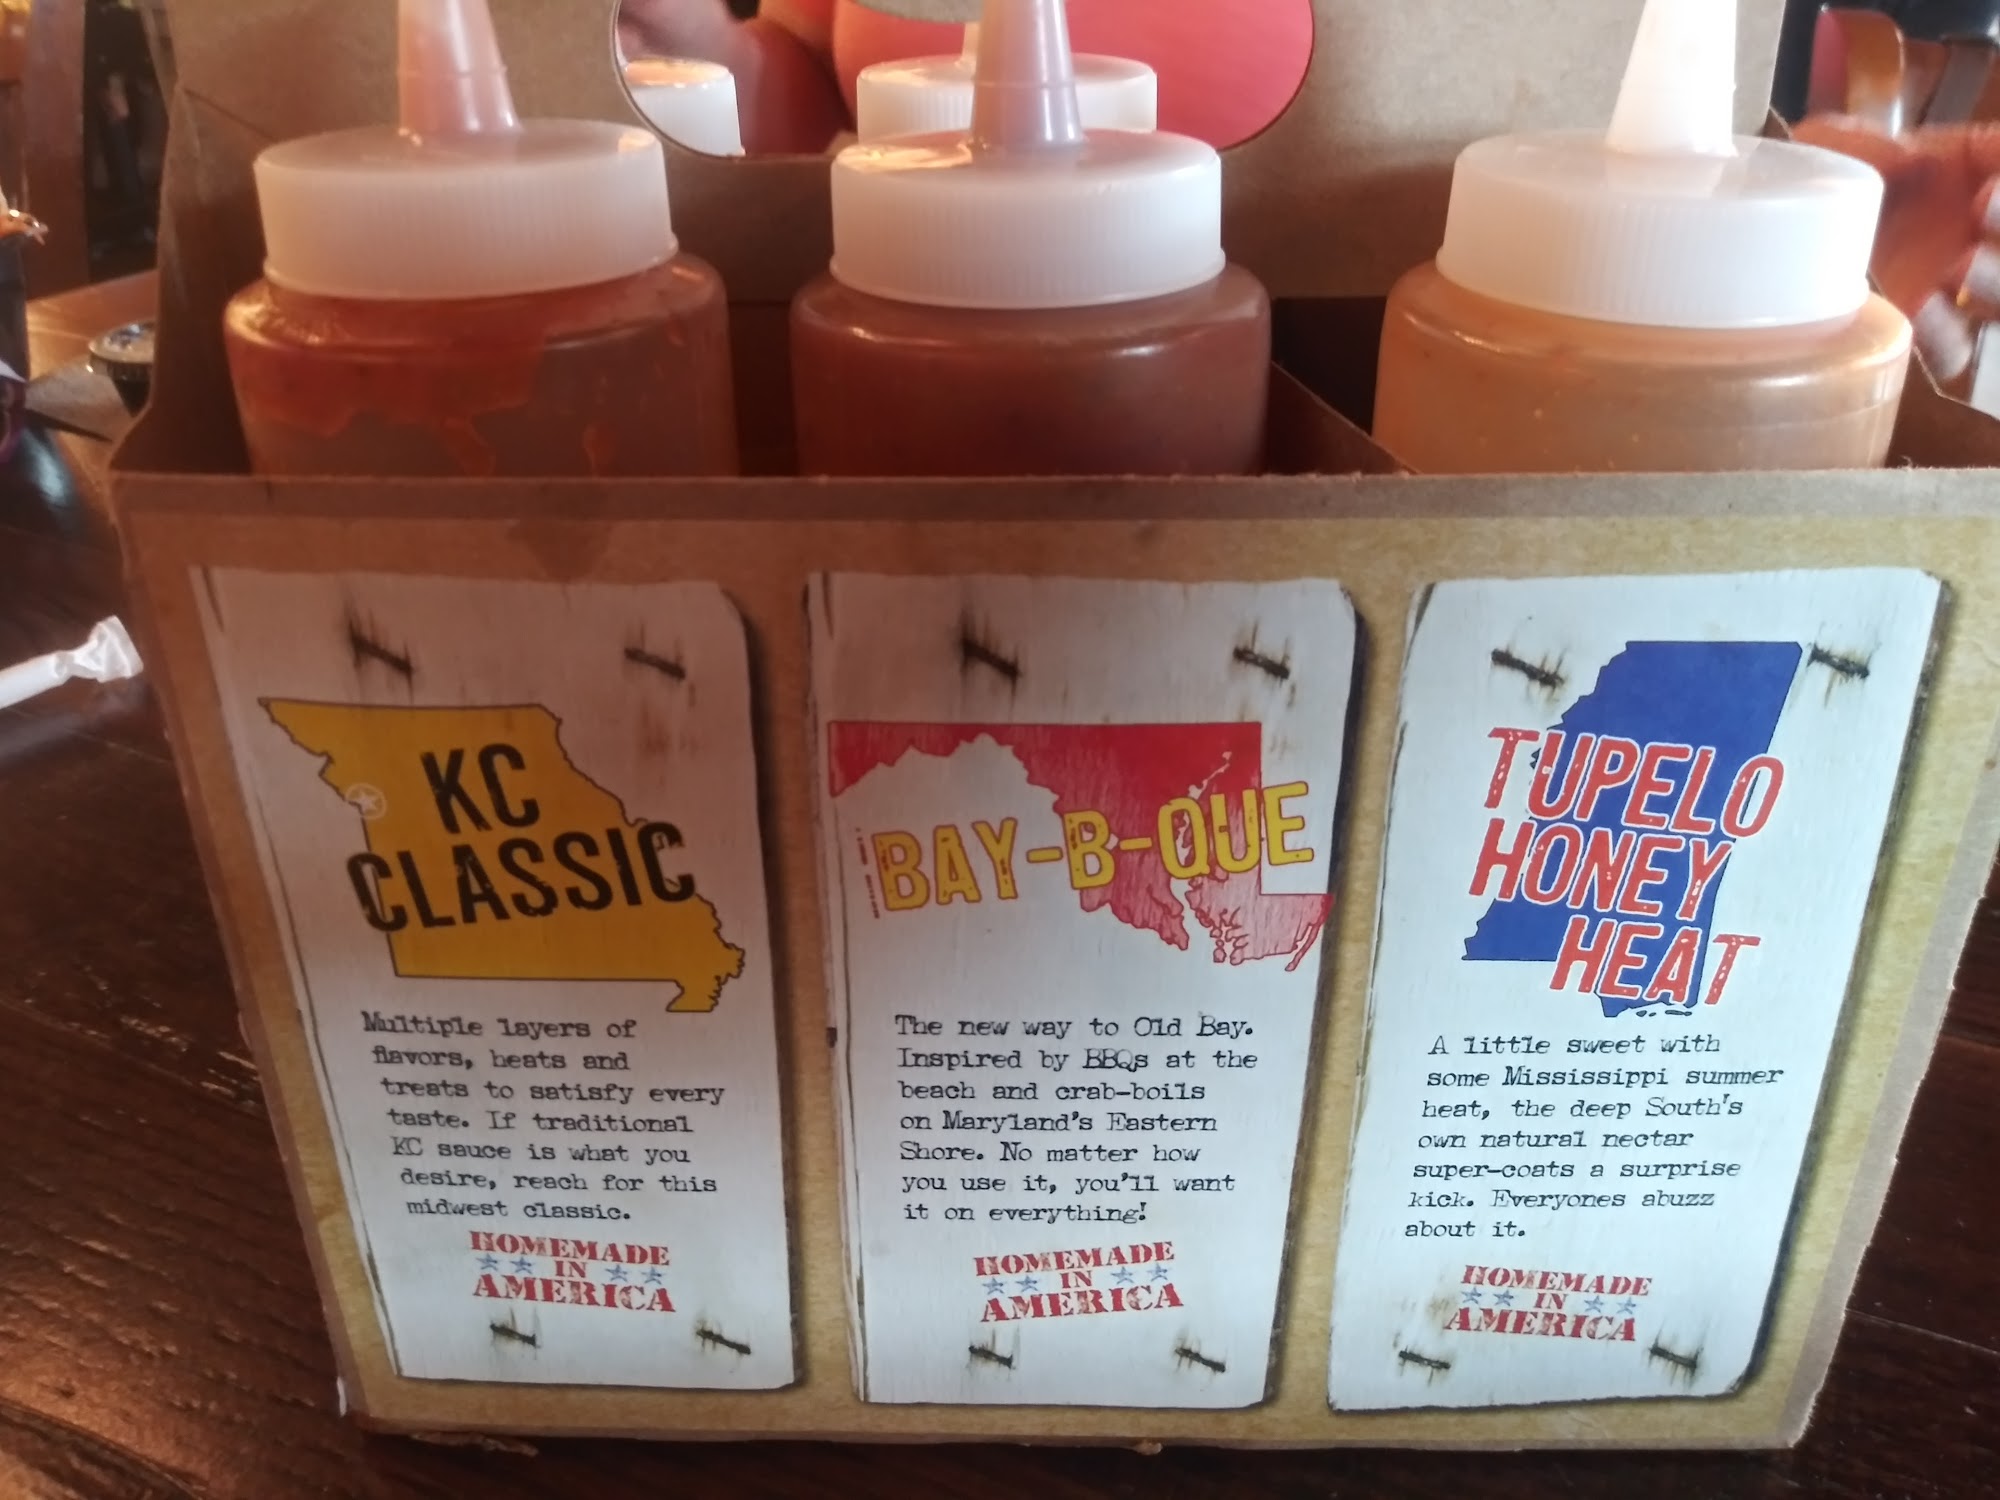 KC
CLASSIC
Multiple layers of
flavors, heats and
treats to satisfy every
taste. If traditional
KC sauce is what you
desire, reach for this
midwest classic.
HOMEMADE
IN
AMERICA
BAY-B-QUE
The new way to Old Bay.
Inspired by BBQs at the
beach and crab-boils
on Maryland's Eastern
Shore. No matter how
you use it, you'll want
it on everything!
HOMEMADE
IN
AMERICA
TUPELO
HONEY
HEAT
A little sweet with
some Mississippi summer
heat, the deep South's
own natural nectar
super-coats a surprise
kick. Everyones abuzz
about it.
HOMEMADE
IN
AMERICA